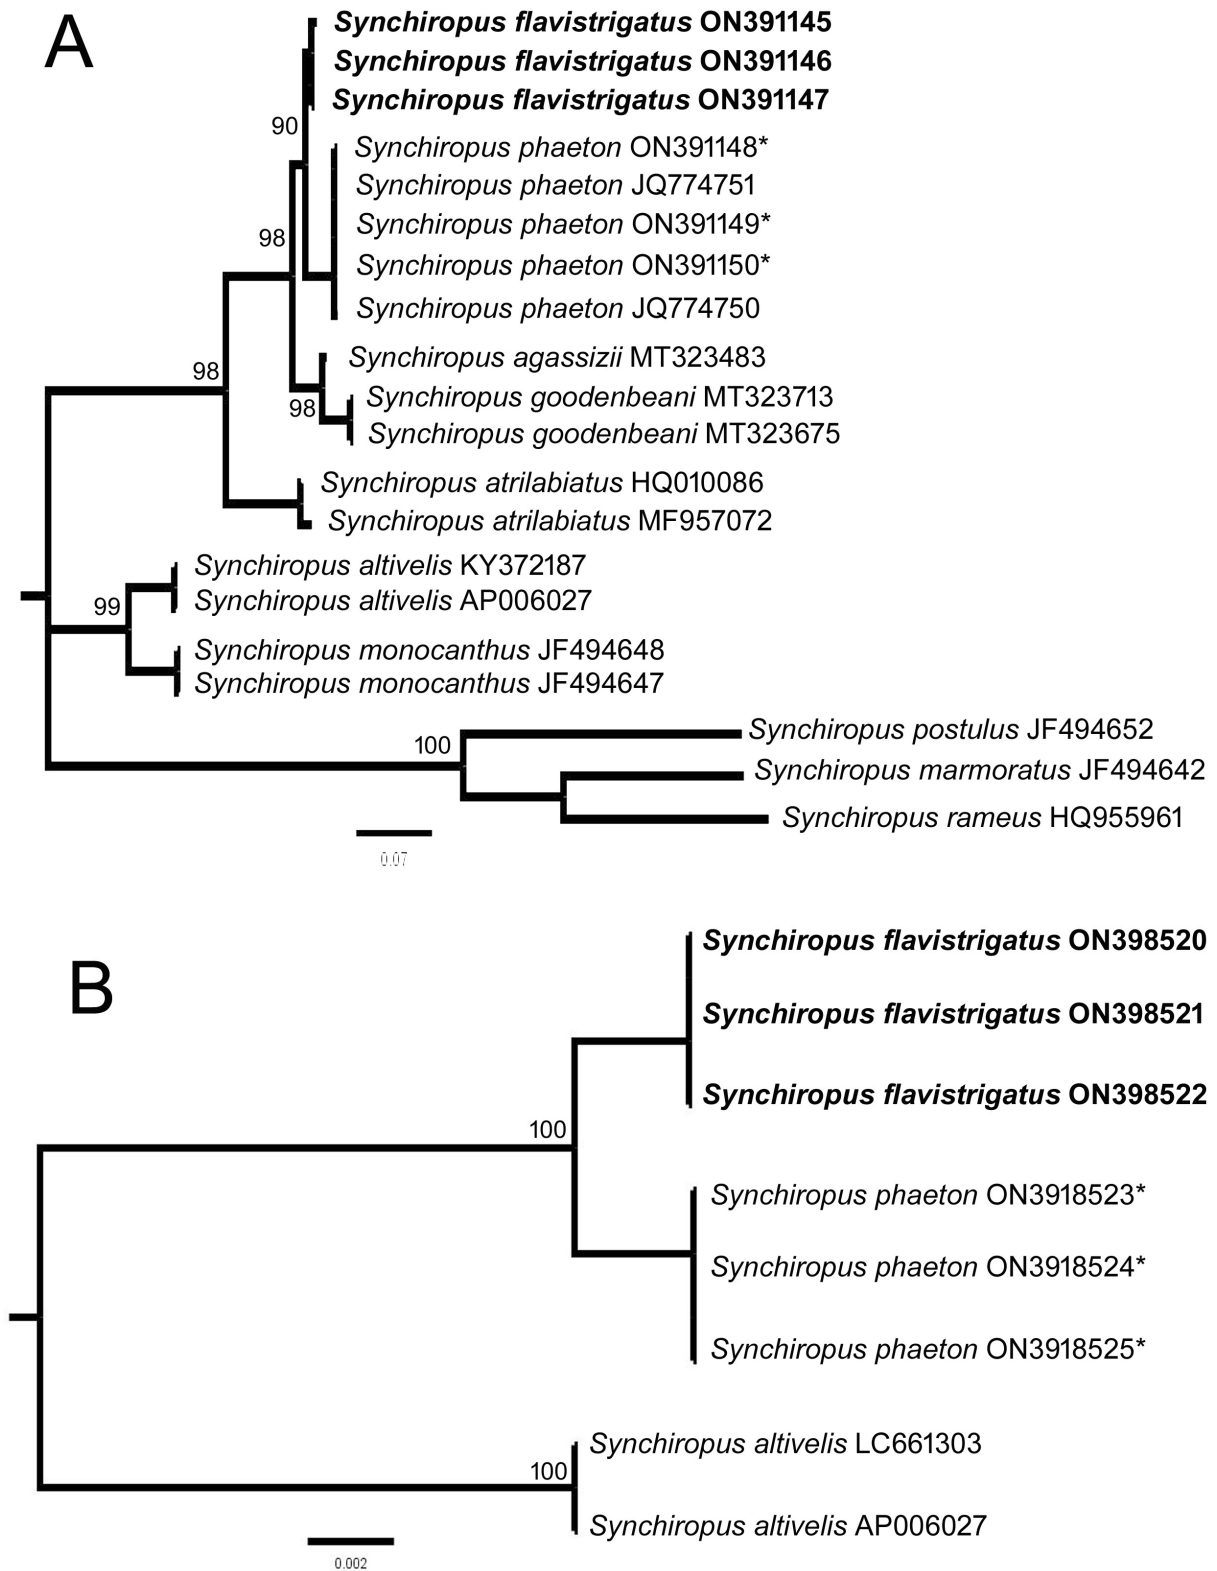 A
Synchiropus flavistrigatus ON391145
Synchiropus flavistrigatus ON391146
Synchiropus flavistrigatus ON391147
90
Synchiropus phaeton ON391148*
Synchiropus phaeton JQ774751
Synchiropus phaeton ON391149*
98
Synchiropus phaeton ON391150*
Synchiropus phaeton JQ774750
Synchiropus agassizii MT323483
98
Synchiropus goodenbeani MT323713
98
Synchiropus goodenbeani MT323675
Synchiropus atrilabiatus HQ010086
Synchiropus atrilabiatus MF957072
Synchiropus altivelis KY372187
99
Synchiropus altivelis AP006027
Synchiropus monocanthus JF494648
Synchiropus monocanthus JF494647
Synchiropus postulus JF494652
100
Synchiropus marmoratus JF494642
Synchiropus rameus HQ955961
0.07
B
Synchiropus flavistrigatus ON398520
Synchiropus flavistrigatus ON398521
Synchiropus flavistrigatus ON398522
100
Synchiropus phaeton ON3918523*
Synchiropus phaeton ON3918524*
Synchiropus phaeton ON3918525*
Synchiropus altivelis LC661303
100
Synchiropus altivelis AP006027
0.002